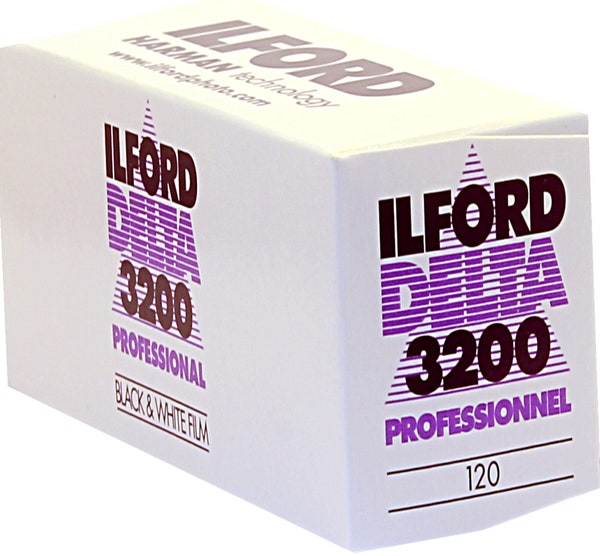 ILFORD
HARMAN technology
www.ilfordphoto.com
ILFORD
DELTA
3200
PROFESSIONAL
BLACK & WHITE FILM
ILFORD
DELTA
3200
PROFESSIONNEL
120